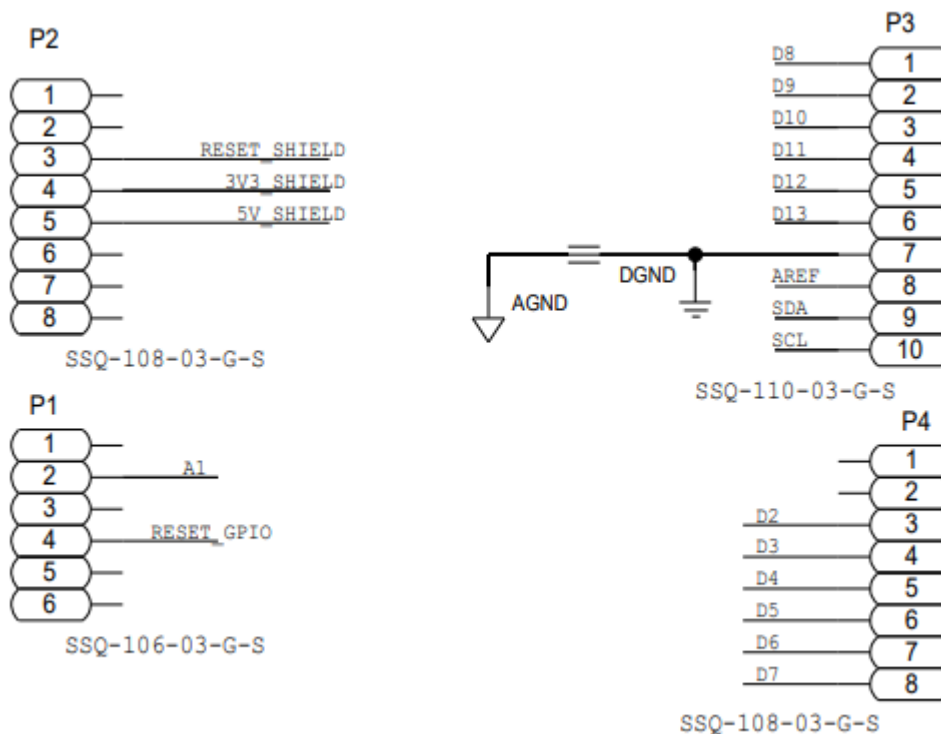 P2
1
2
3 RESET_SHIELD
4 3V3_SHIELD
5 5V_SHIELD
6
7
8
SSQ-108-03-G-S
P1
1
2 A1
3
4 RESET_GPIO
5
6
SSQ-106-03-G-S
P3
D8 1
D9 2
D10 3
D11 4
D12 5
D13 6
7
AGND DGND
AREF 8
SDA 9
SCL 10
SSQ-110-03-G-S
P4
1
2
D2 3
D3 4
D4 5
D5 6
D6 7
D7 8
SSQ-108-03-G-S